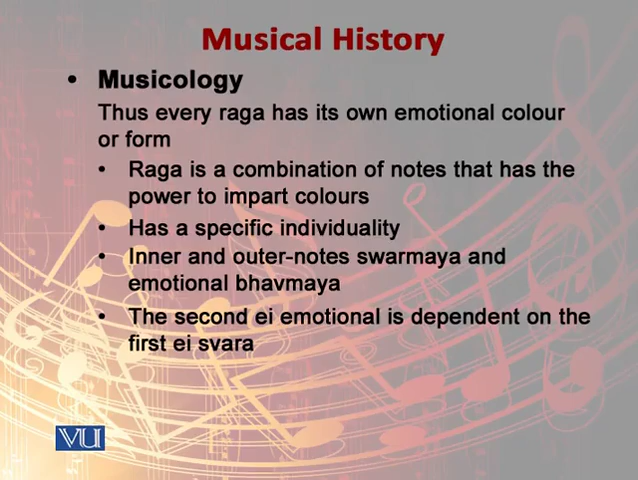 Musical History
• Musicology
Thus every raga has its own emotional colour
or form
• Raga is a combination of notes that has the
power to impart colours
• Has a specific individuality
• Inner and outer-notes swarmaya and
emotional bhavmaya
• The second ei emotional is dependent on the
first ei svara
VU